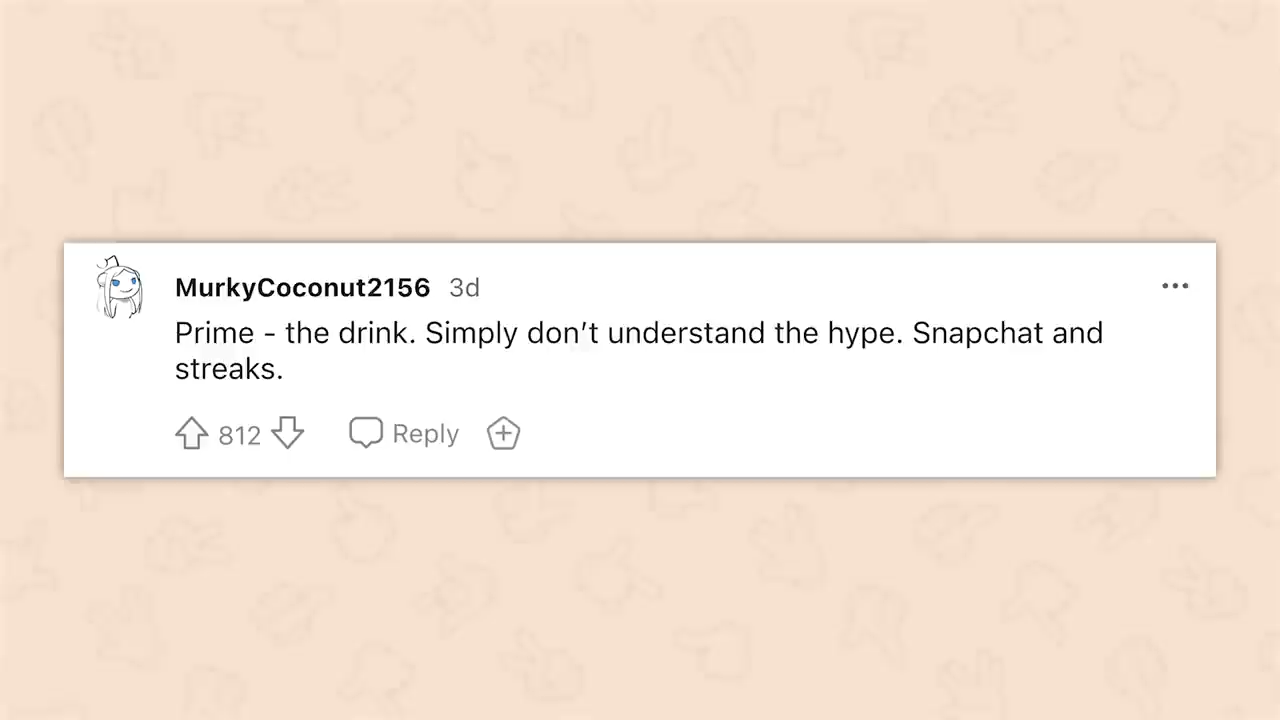 MurkyCoconut2156 3d
Prime - the drink. Simply don’t understand the hype. Snapchat and
streaks.
812 Reply